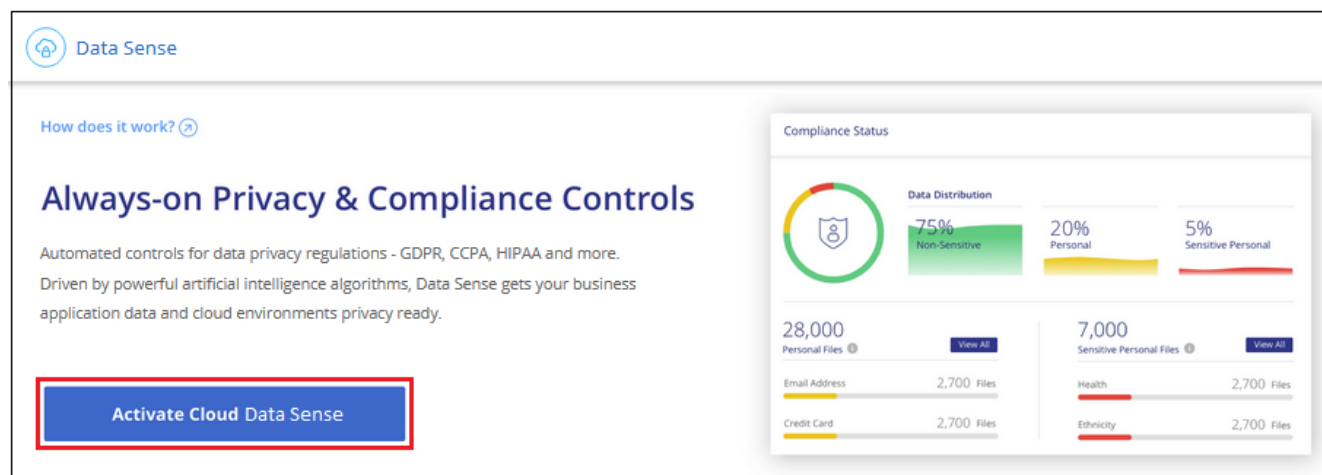 Data Sense
How does it work?
Always-on Privacy & Compliance Controls
Automated controls for data privacy regulations - GDPR, CCPA, HIPAA and more.
Driven by powerful artificial intelligence algorithms, Data Sense gets your business
application data and cloud environments privacy ready.
Activate Cloud Data Sense
Compliance Status
Data Distribution
75%
Non-Sensitive
20%
Personal
5%
Sensitive Personal
28,000
Personal Files
View All
Email Address 2,700 Files
Credit Card 2,700 Files
7,000
Sensitive Personal Files
View All
Health 2,700 Files
Ethnicity 2,700 Files